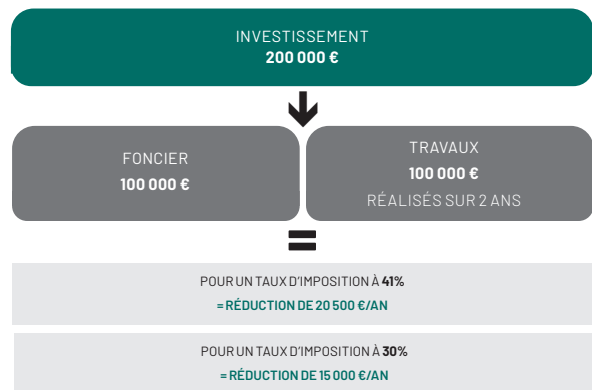 INVESTISSEMENT
200 000 €
FONCIER
100 000 €
TRAVAUX
100 000 €
RÉALISÉS SUR 2 ANS
=
POUR UN TAUX D'IMPOSITION À 41%
= RÉDUCTION DE 20 500 €/AN
POUR UN TAUX D'IMPOSITION À 30%
= RÉDUCTION DE 15 000 €/AN